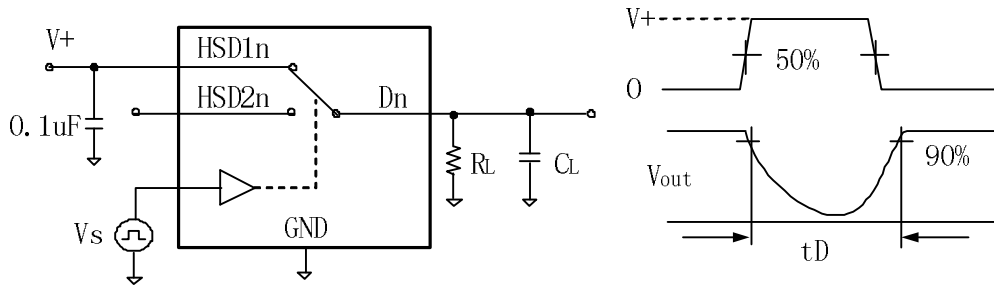 V+
HSD1n
HSD2n
Dn
0.1uF
RL
CL
Vs
GND
V+
50%
0
90%
Vout
tD